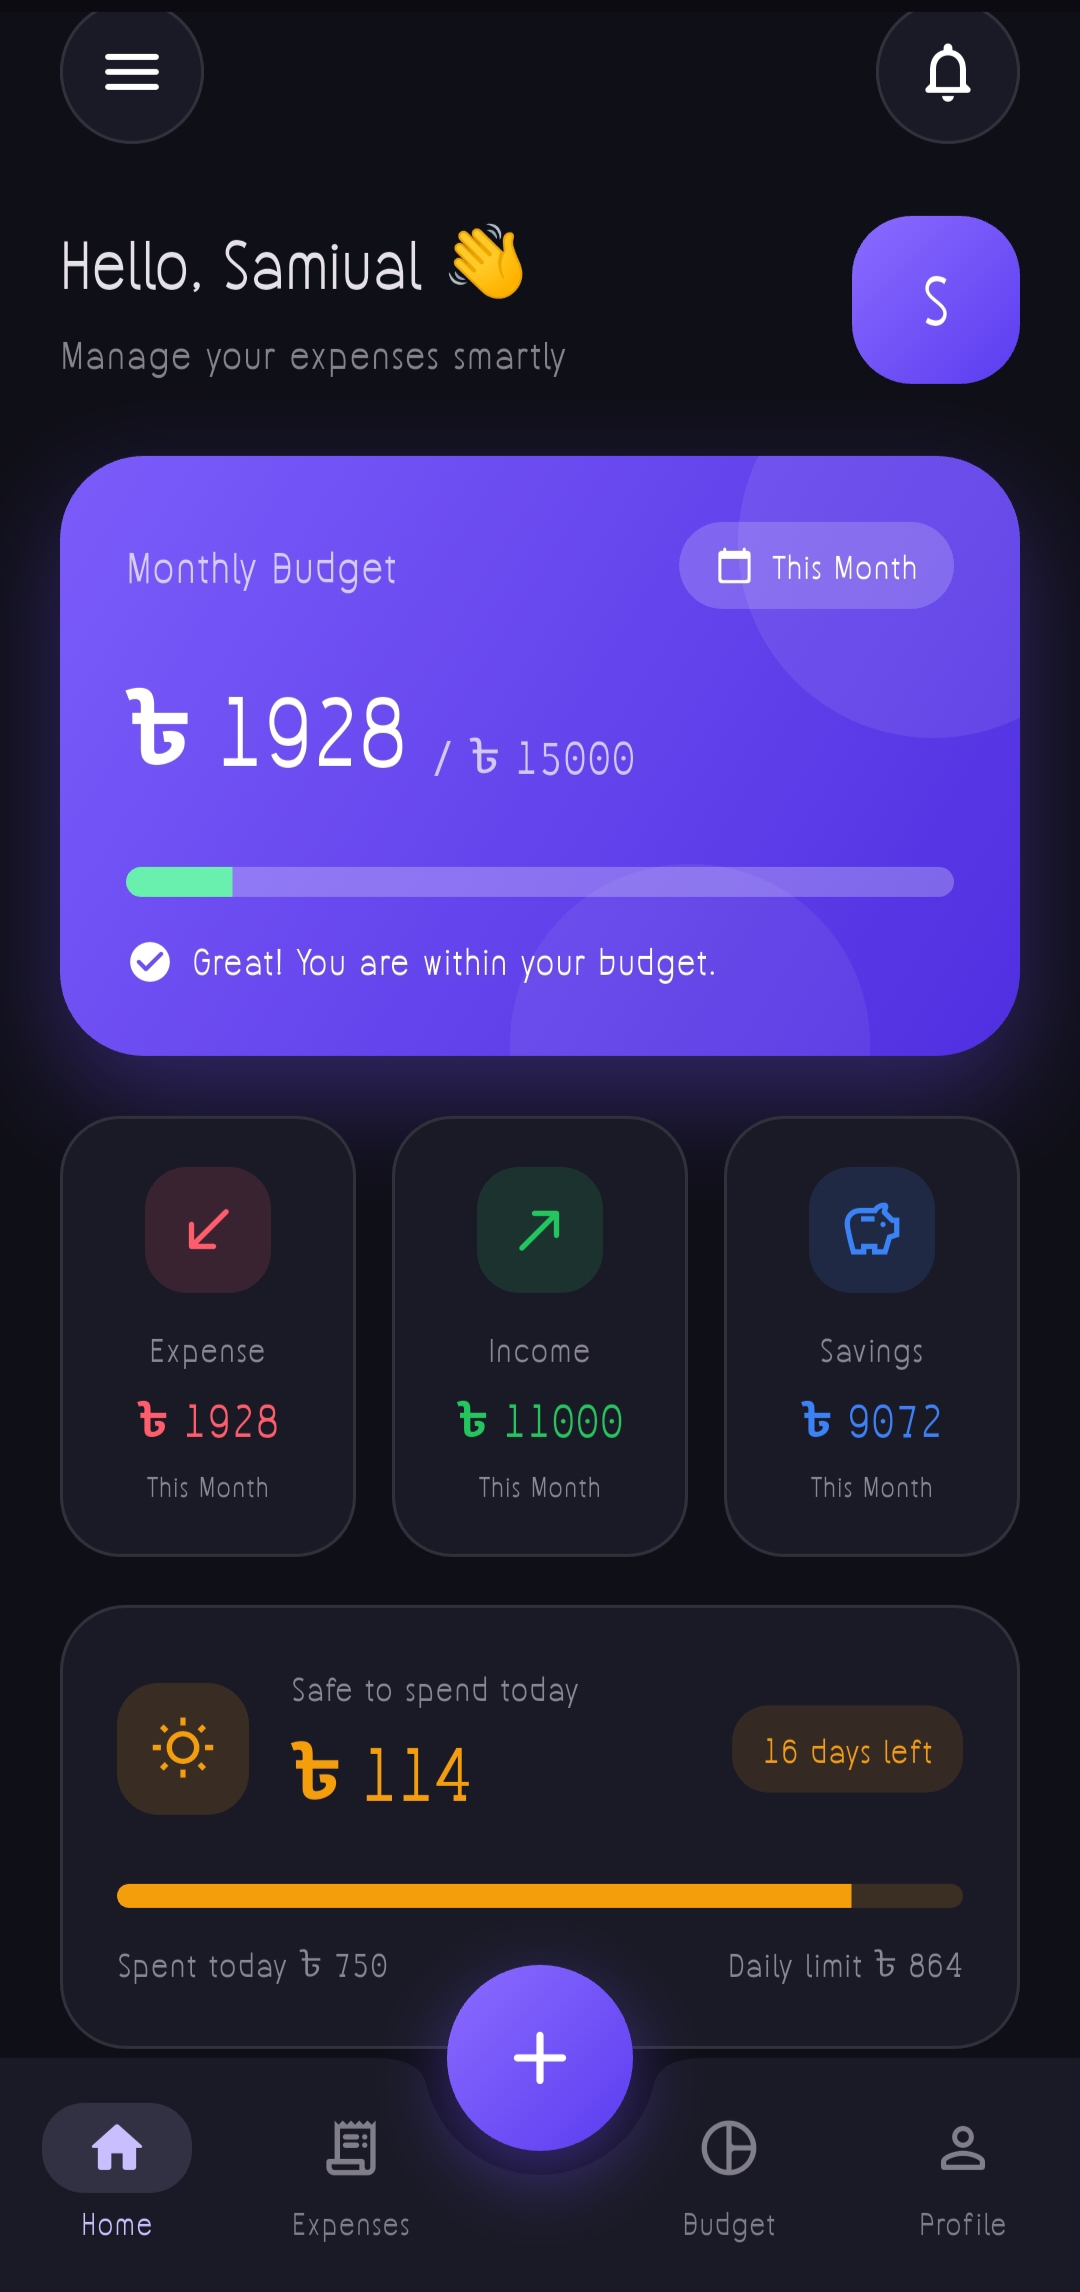 Hello, Samiual 👋
S
Manage your expenses smartly
Monthly Budget
This Month
৳ 1928 / ৳ 15000
Great! You are within your budget.
Expense
৳ 1928
This Month
Income
৳ 11000
This Month
Savings
৳ 9072
This Month
Safe to spend today
৳ 114
16 days left
Spent today ৳ 750
Daily limit ৳ 864
Home
Expenses
Budget
Profile